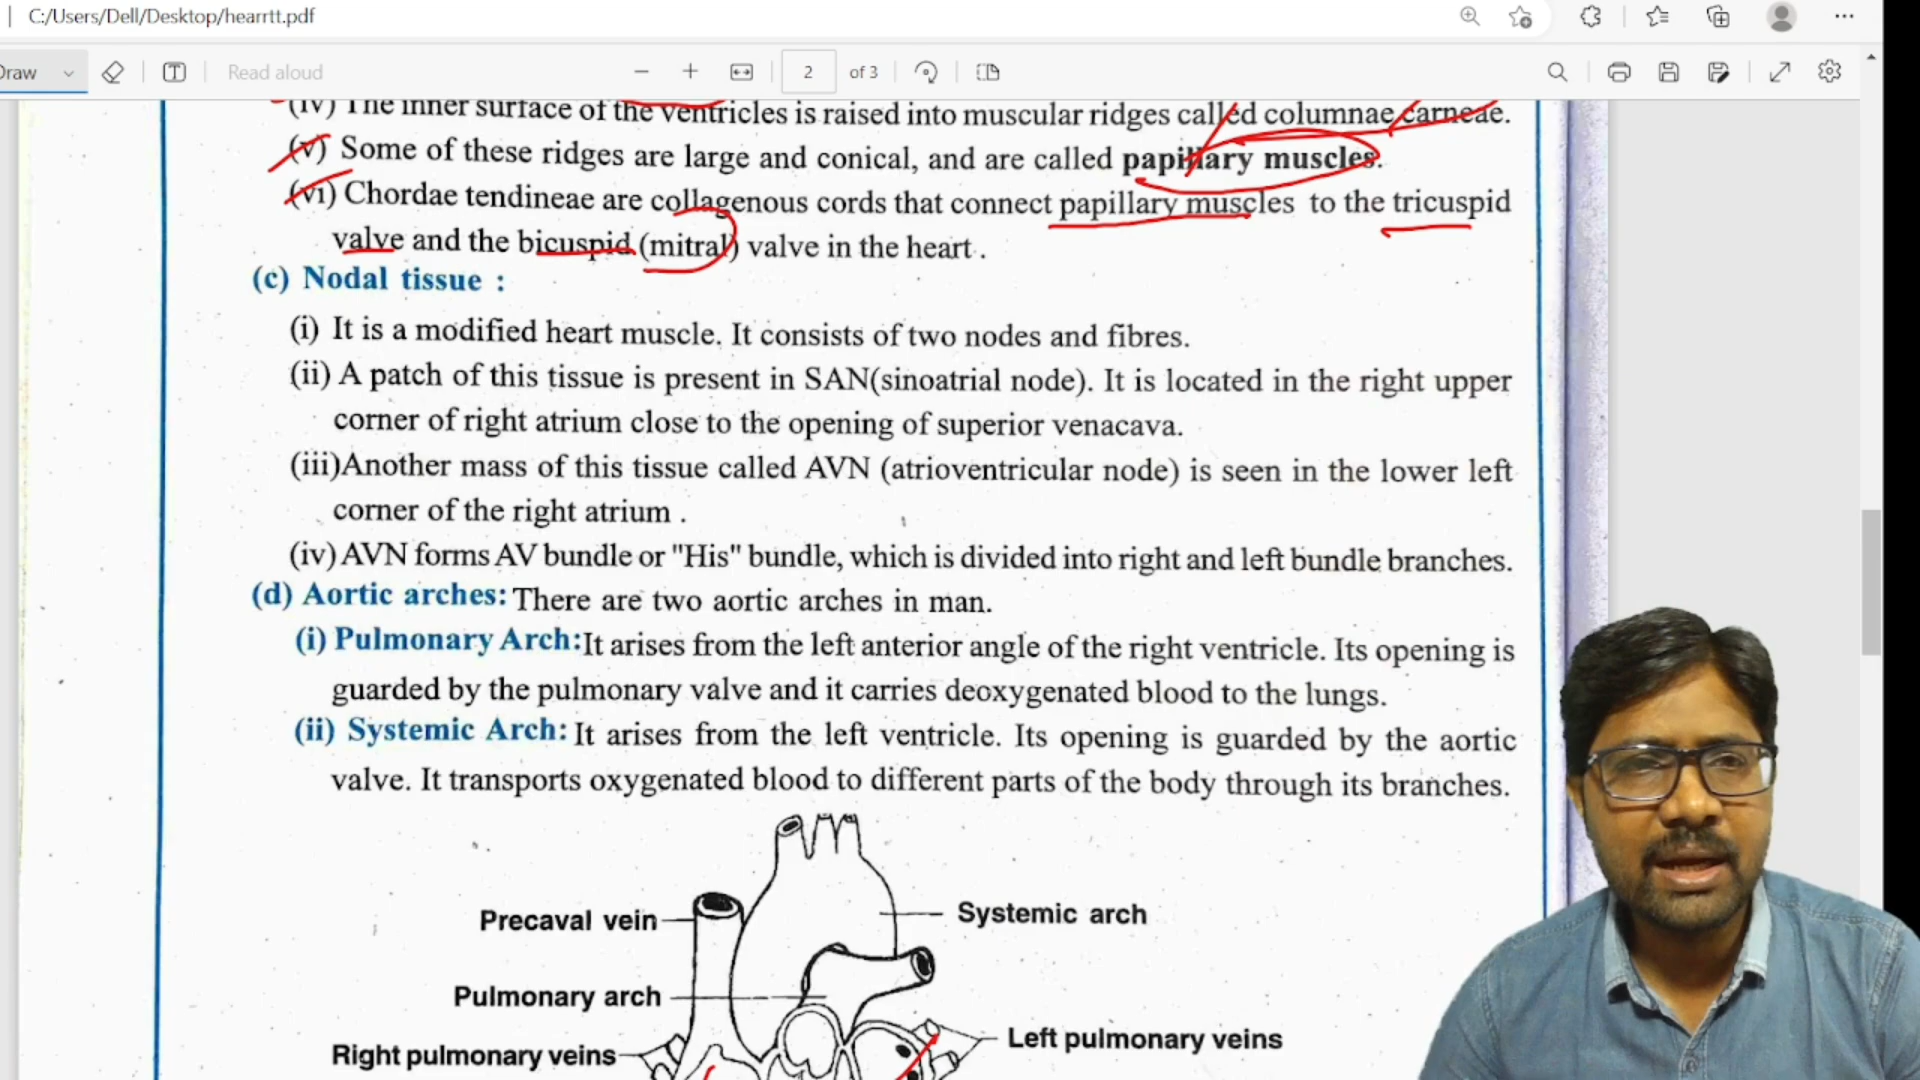 C:/Users/Dell/Desktop/hearrtt.pdf
Draw
Read aloud
2 of 3
(iv) The inner surface of the ventricles is raised into muscular ridges called columnae carneae.
(v) Some of these ridges are large and conical, and are called papillary muscles.
(vi) Chordae tendineae are collagenous cords that connect papillary muscles to the tricuspid
valve and the bicuspid (mitral) valve in the heart .
(c) Nodal tissue :
(i) It is a modified heart muscle. It consists of two nodes and fibres.
(ii) A patch of this tissue is present in SAN(sinoatrial node). It is located in the right upper
corner of right atrium close to the opening of superior venacava.
(iii)Another mass of this tissue called AVN (atrioventricular node) is seen in the lower left
corner of the right atrium .
(iv) AVN forms AV bundle or "His" bundle, which is divided into right and left bundle branches.
(d) Aortic arches: There are two aortic arches in man.
(i) Pulmonary Arch: It arises from the left anterior angle of the right ventricle. Its opening is
guarded by the pulmonary valve and it carries deoxygenated blood to the lungs.
(ii) Systemic Arch: It arises from the left ventricle. Its opening is guarded by the aortic
valve. It transports oxygenated blood to different parts of the body through its branches.
Precaval vein
Systemic arch
Pulmonary arch
Right pulmonary veins
Left pulmonary veins